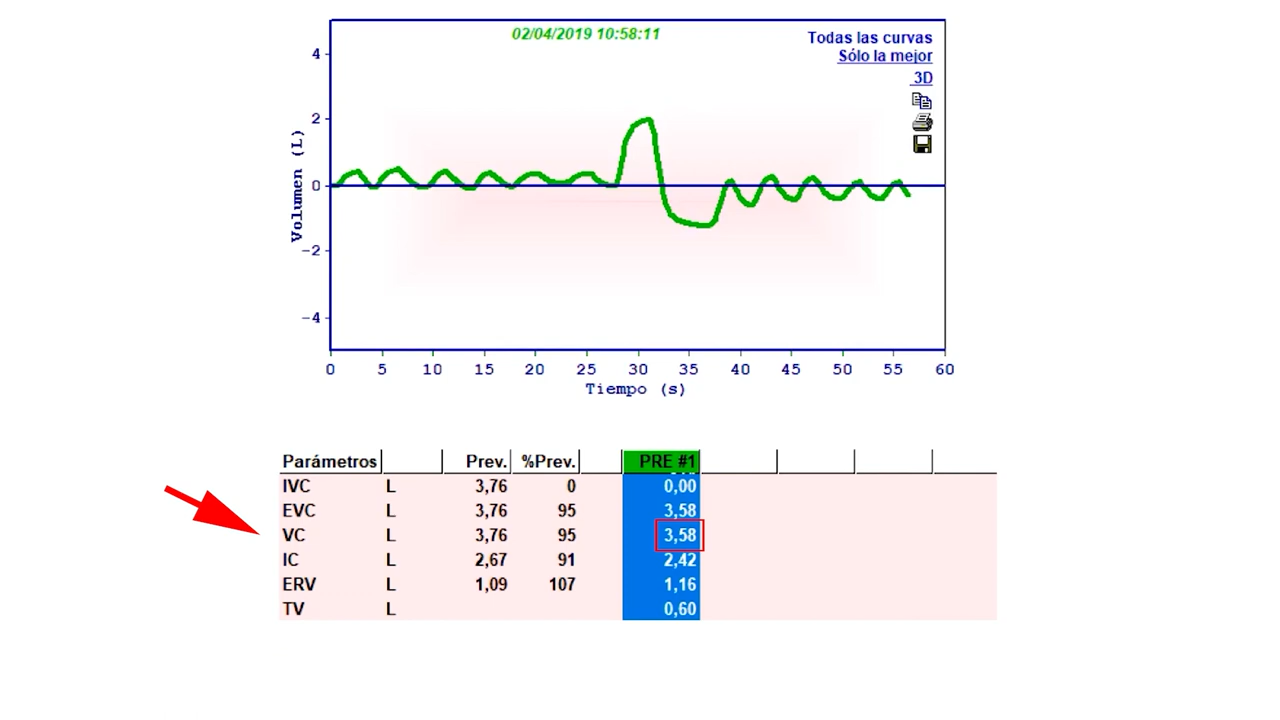 02/04/2019 10:58:11
Todas las curvas
Sólo la mejor
3D
Volumen (L)
4
2
0
-2
-4
0 5 10 15 20 25 30 35 40 45 50 55 60
Tiempo (s)
Parámetros Prev. %Prev. PRE #1
IVC L 3,76 0 0,00
EVC L 3,76 95 3,58
VC L 3,76 95 3,58
IC L 2,67 91 2,42
ERV L 1,09 107 1,16
TV L 0,60